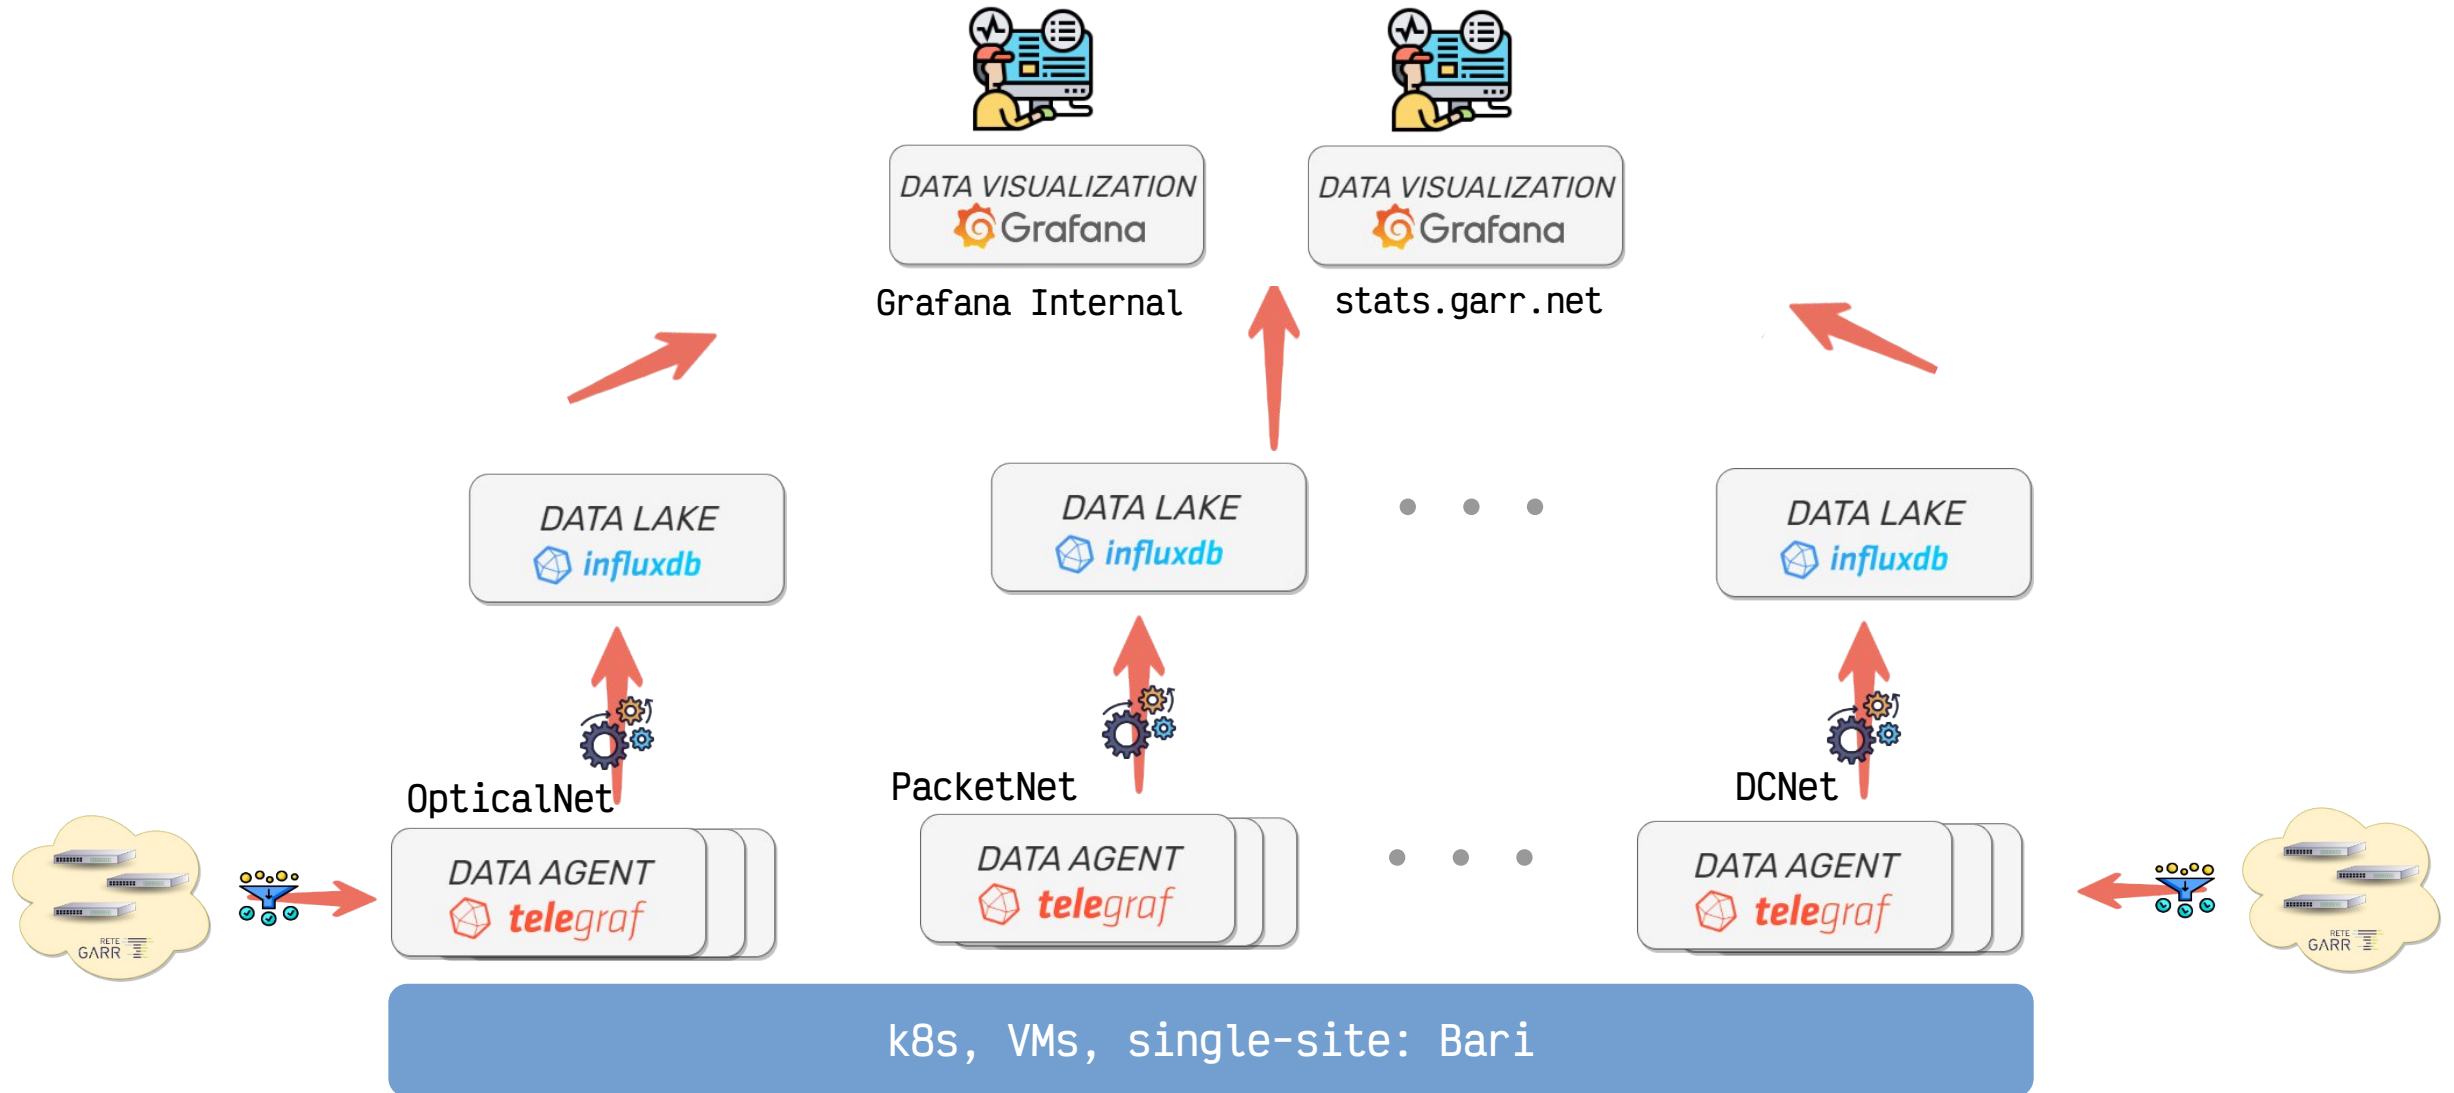 DATA VISUALIZATION
Grafana
Grafana Internal
DATA VISUALIZATION
Grafana
stats.garr.net
DATA LAKE
influxdb
DATA LAKE
influxdb
DATA LAKE
influxdb
OpticalNet
PacketNet
DCNet
RETE
GARR
DATA AGENT
telegraf
DATA AGENT
telegraf
DATA AGENT
telegraf
RETE
GARR
k8s, VMs, single-site: Bari